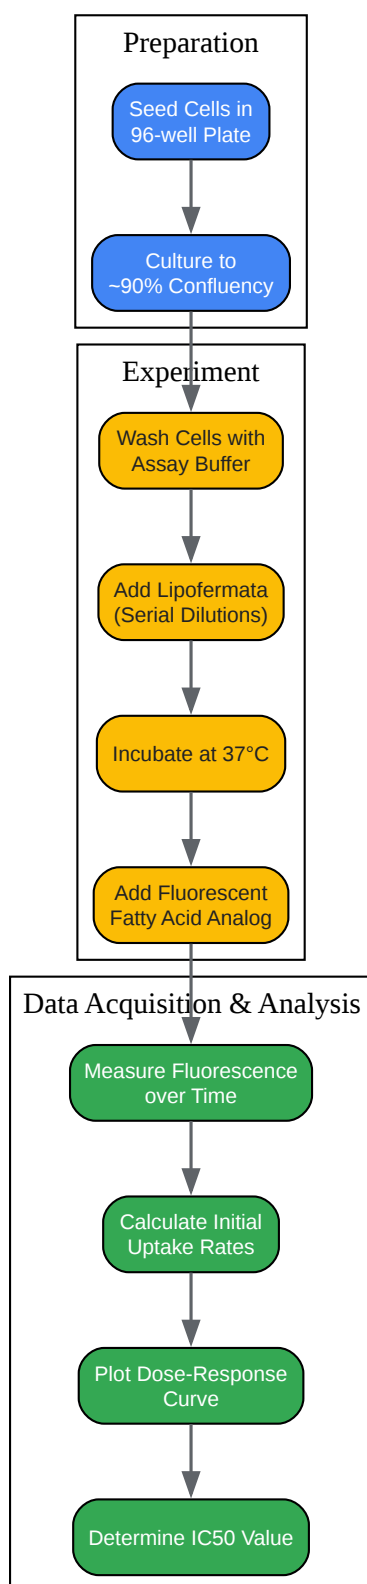 Preparation
Seed Cells in
96-well Plate
Culture to
~90% Confluency
Experiment
Wash Cells with
Assay Buffer
Add Lipofermata
(Serial Dilutions)
Incubate at 37°C
Add Fluorescent
Fatty Acid Analog
Data Acquisition & Analysis
Measure Fluorescence
over Time
Calculate Initial
Uptake Rates
Plot Dose-Response
Curve
Determine IC50 Value